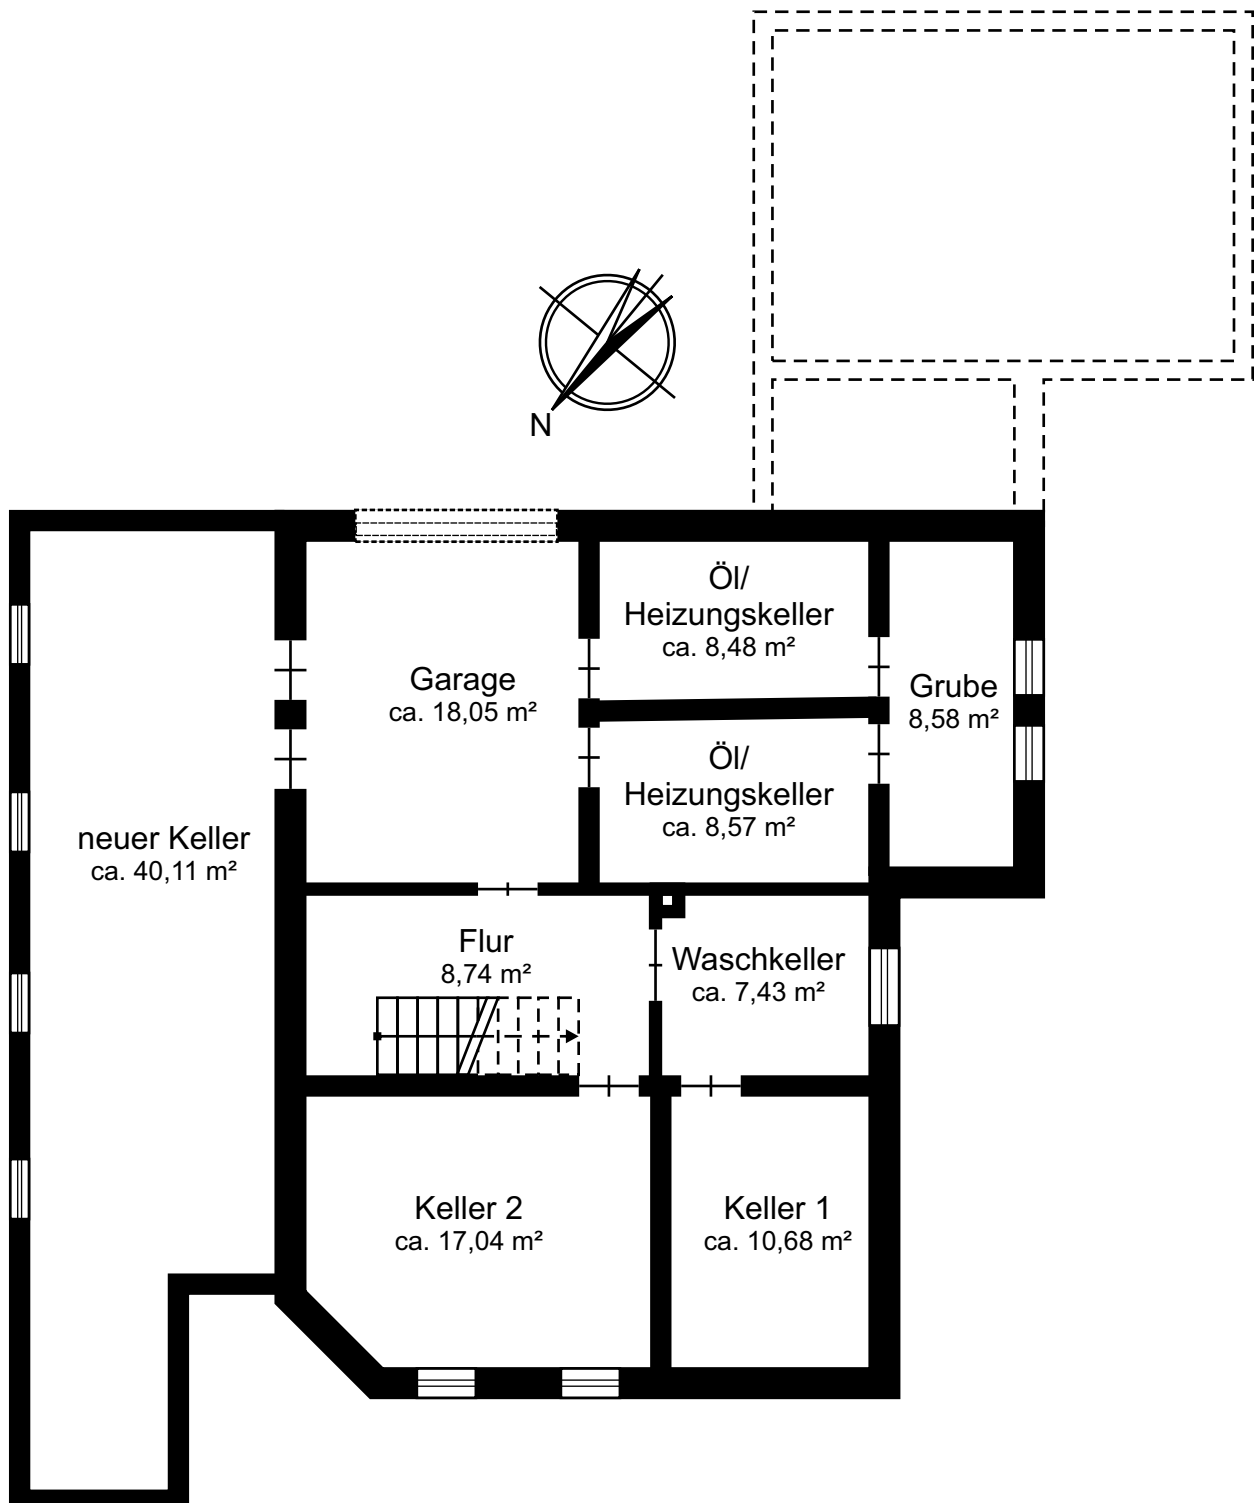 N
Öl/
Heizungskeller
ca. 8,48 m²
Garage
ca. 18,05 m²
Grube
8,58 m²
Öl/
Heizungskeller
ca. 8,57 m²
neuer Keller
ca. 40,11 m²
Flur
8,74 m²
Waschkeller
ca. 7,43 m²
Keller 2
ca. 17,04 m²
Keller 1
ca. 10,68 m²